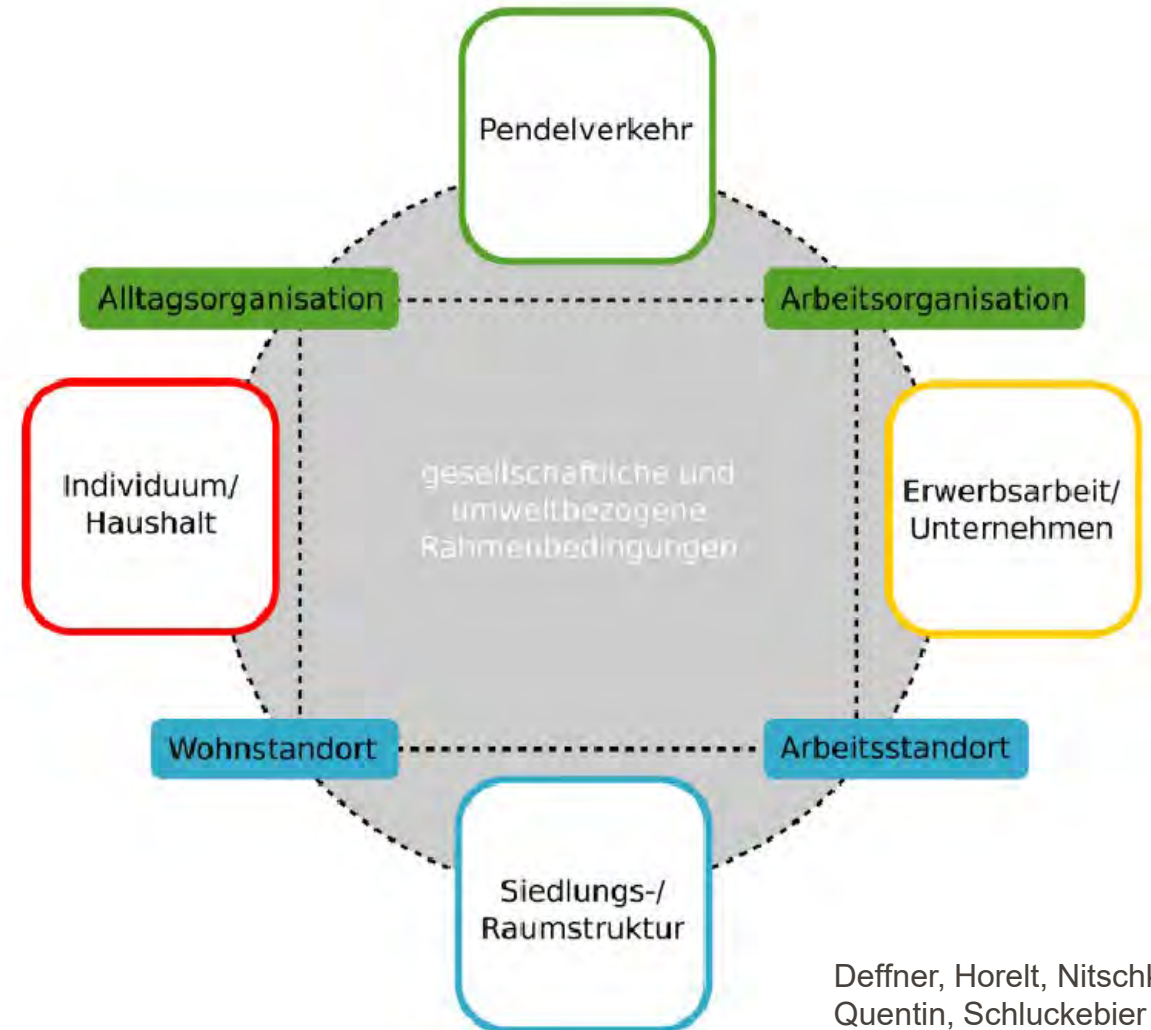 Pendelverkehr
Alltagsorganisation
Arbeitsorganisation
Individuum/
Haushalt
gesellschaftliche und
umweltbezogene
Rahmenbedingungen
Erwerbsarbeit/
Unternehmen
Wohnstandort
Arbeitsstandort
Siedlungs-/
Raumstruktur
Deffner, Horelt,
Quentin, Schluckebier